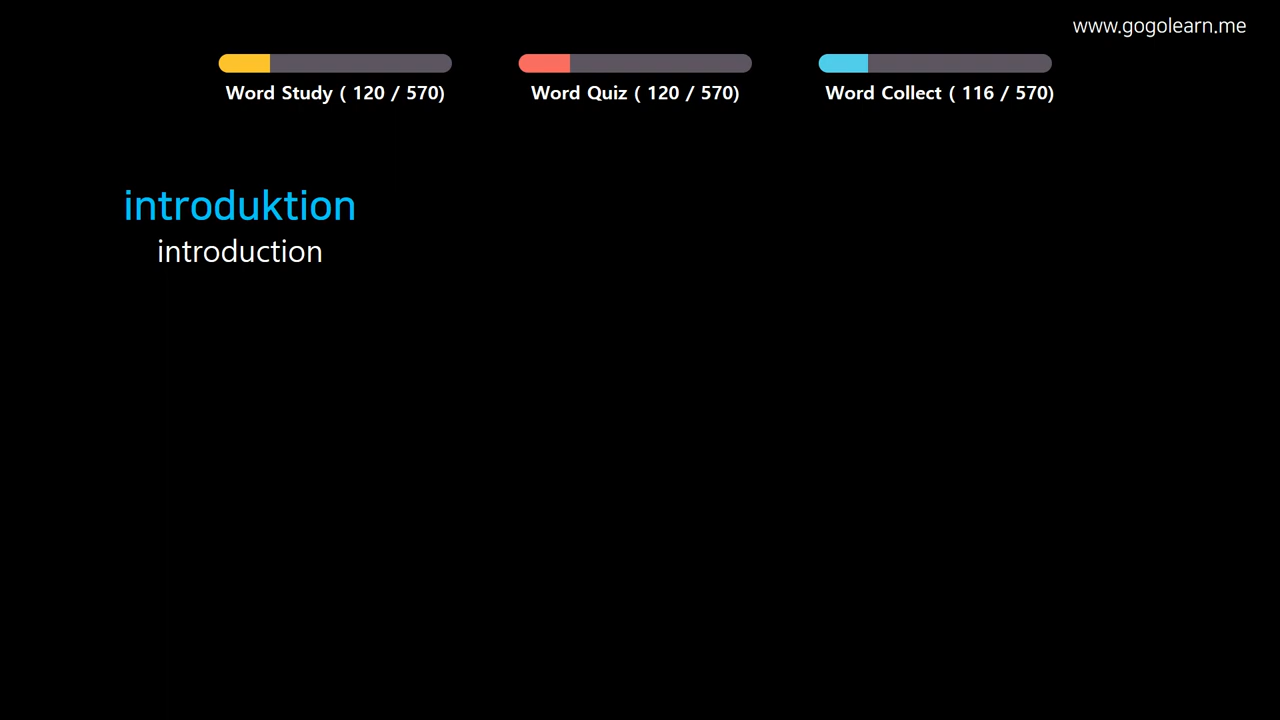 www.gogolearn.me
Word Study ( 120 / 570)
Word Quiz ( 120 / 570)
Word Collect ( 116 / 570)
introduktion
introduction